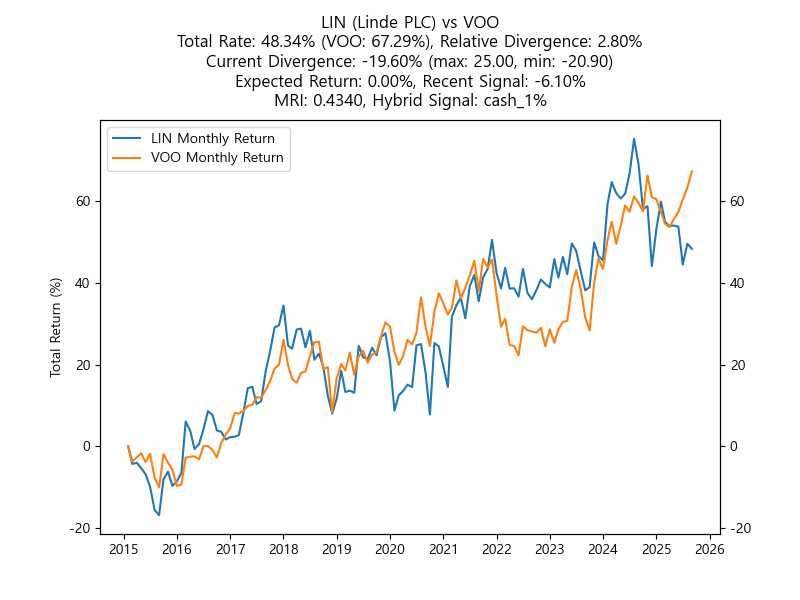 LIN (Linde PLC) vs VOO
Total Rate: 48.34% (VOO: 67.29%), Relative Divergence: 2.80%
Current Divergence: -19.60% (max: 25.00, min: -20.90)
Expected Return: 0.00%, Recent Signal: -6.10%
MRI: 0.4340, Hybrid Signal: cash_1%
LIN Monthly Return
VOO Monthly Return
Total Return (%)
60
40
20
0
-20
60
40
20
0
-20
2015
2016
2017
2018
2019
2020
2021
2022
2023
2024
2025
2026